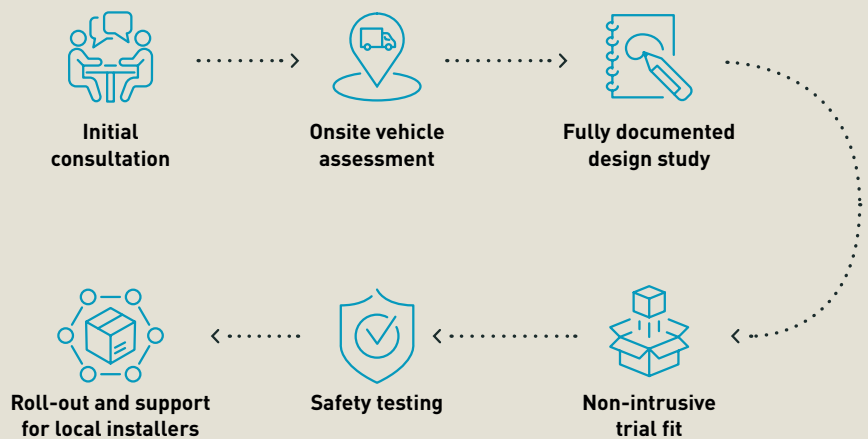 Initial
consultation
Onsite vehicle
assessment
Fully documented
design study
Non-intrusive
trial fit
Safety testing
Roll-out and support
for local installers